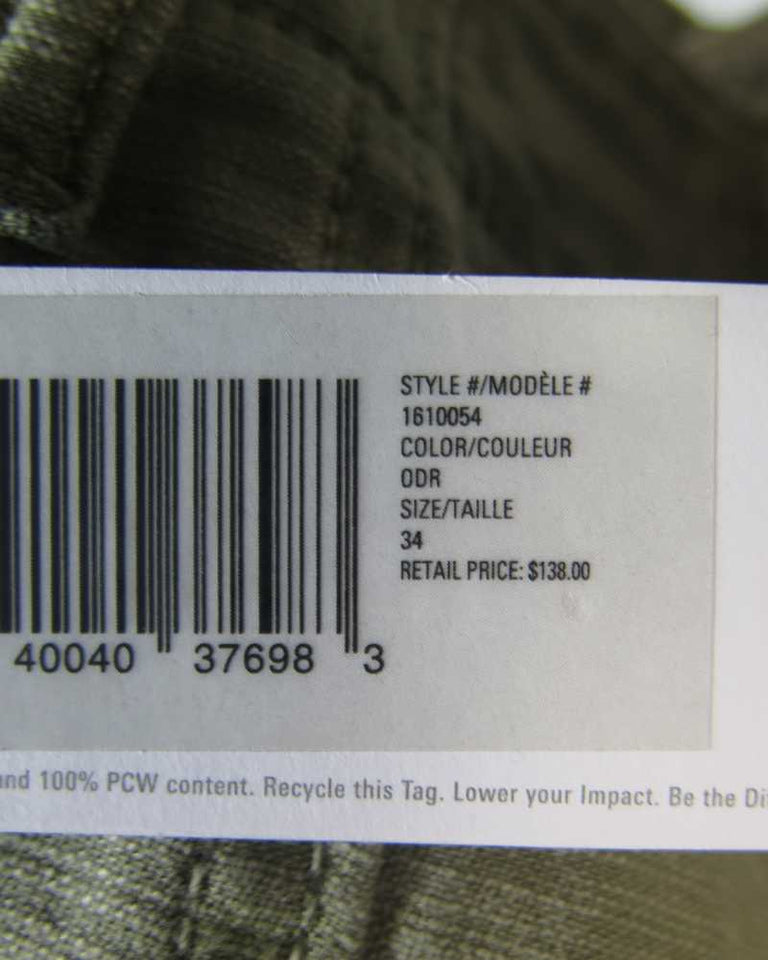 STYLE #/MODÈLE #
1610054
COLOR/COULEUR
ODR
SIZE/TAILLE
34
RETAIL PRICE: $138.00
40040 37698 3
100% PCW content. Recycle this Tag. Lower your Impact. Be the